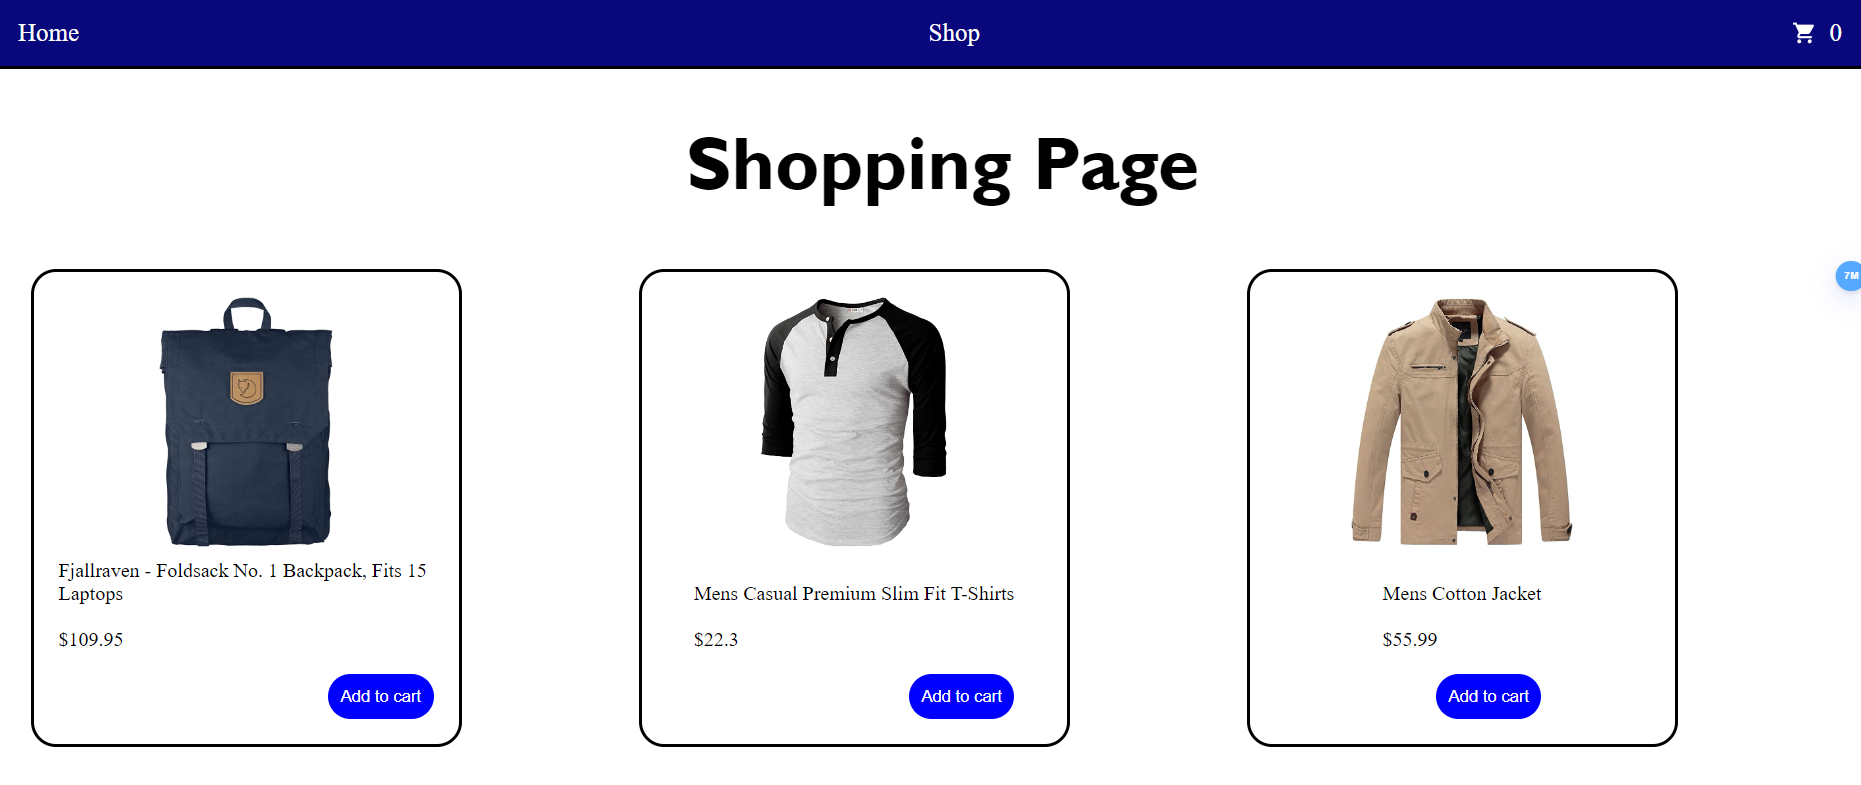 Home
Shop
0
Shopping Page
7M
Fjallraven - Foldsack No. 1 Backpack, Fits 15
Laptops
$109.95
Add to cart
Mens Casual Premium Slim Fit T-Shirts
$22.3
Add to cart
Mens Cotton Jacket
$55.99
Add to cart